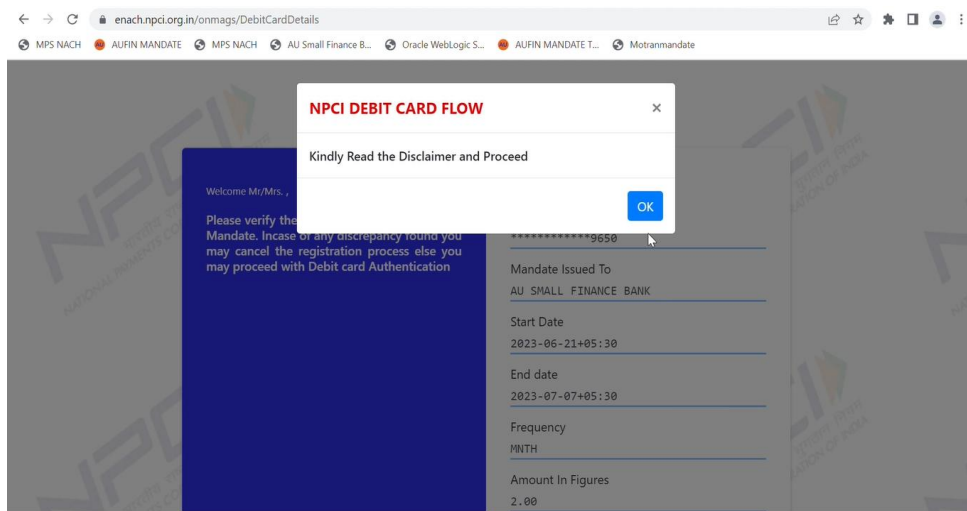 enach.npci.org.in/onmags/DebitCardDetails
MPS NACH AUFIN MANDATE MPS NACH AU Small Finance B... Oracle WebLogic S... AUFIN MANDATE T... Motranmandate
NPCI DEBIT CARD FLOW ×
Kindly Read the Disclaimer and Proceed
OK
Welcome Mr/Mrs. ,
Please verify the
Mandate. Incase of any discrepancy found you
may cancel the registration process else you
may proceed with Debit card Authentication
************9650
Mandate Issued To
AU SMALL FINANCE BANK
Start Date
2023-06-21+05:30
End date
2023-07-07+05:30
Frequency
MNTH
Amount In Figures
2.00
NPCI